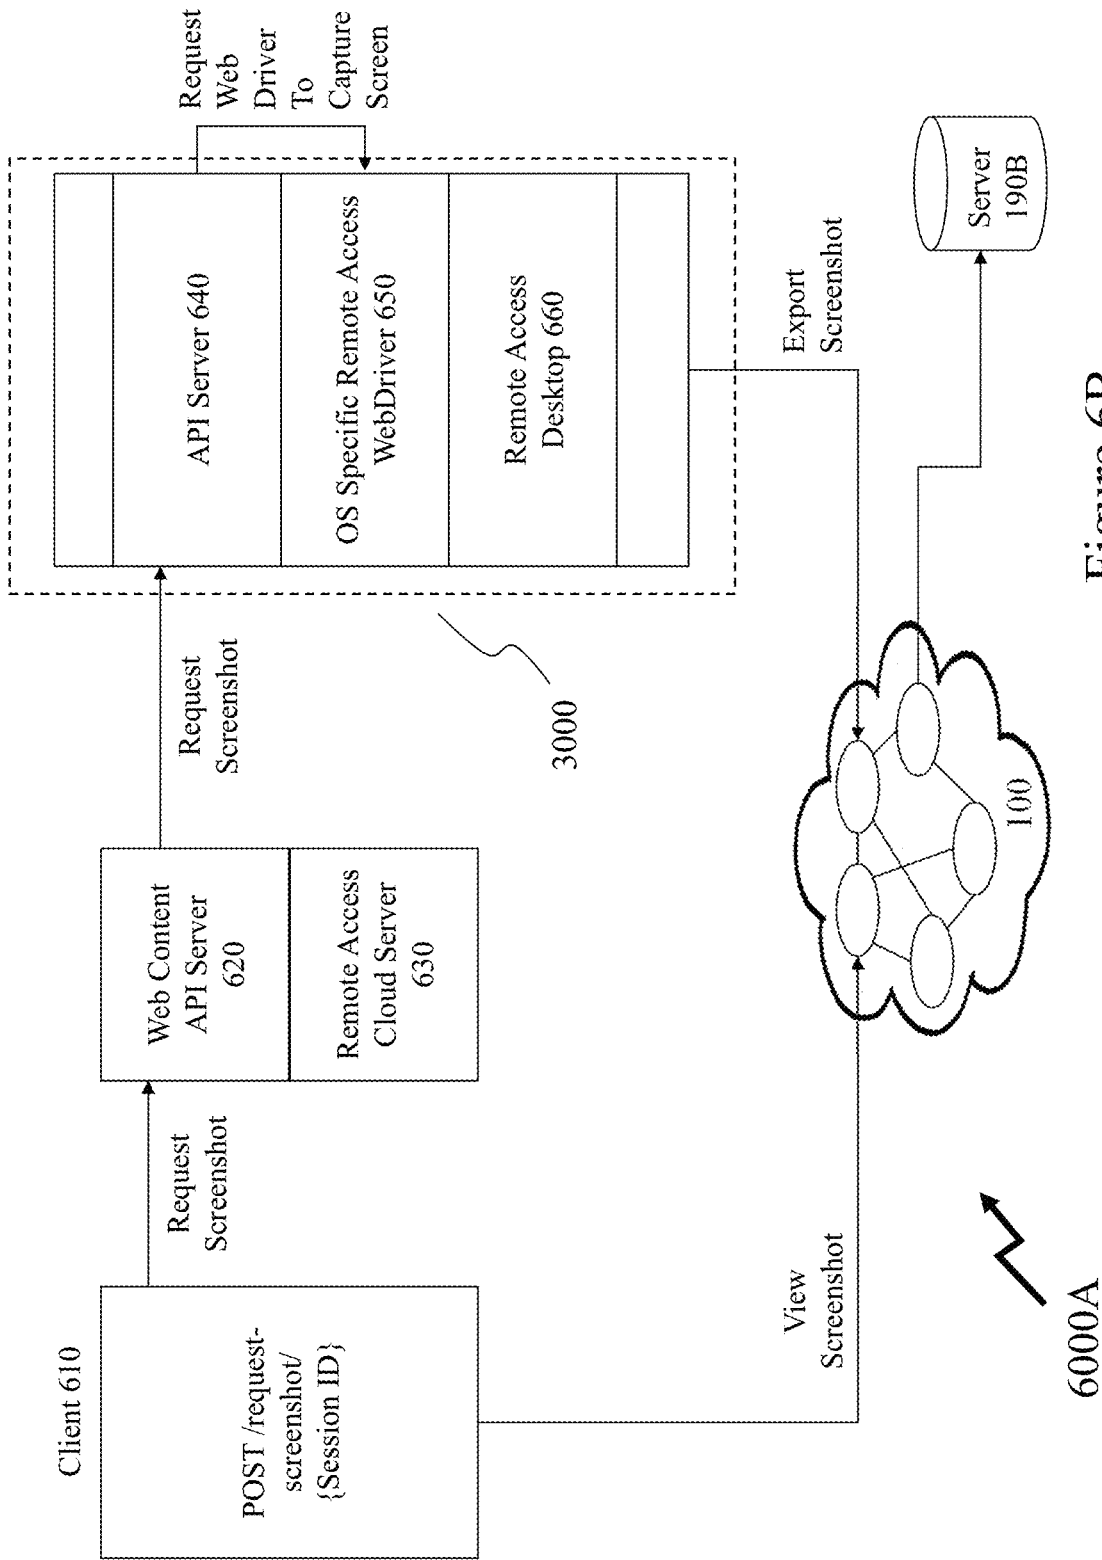 Client 610
POST /request-
screenshot/
{Session ID}
Request
Screenshot
Web Content
API Server
620
Remote Access
Cloud Server
630
Request
Screenshot
3000
API Server 640
OS Specific Remote Access
WebDriver 650
Remote Access
Desktop 660
Request
Web
Driver
To
Capture
Screen
View
Screenshot
100
Export
Screenshot
Server
190B
6000A